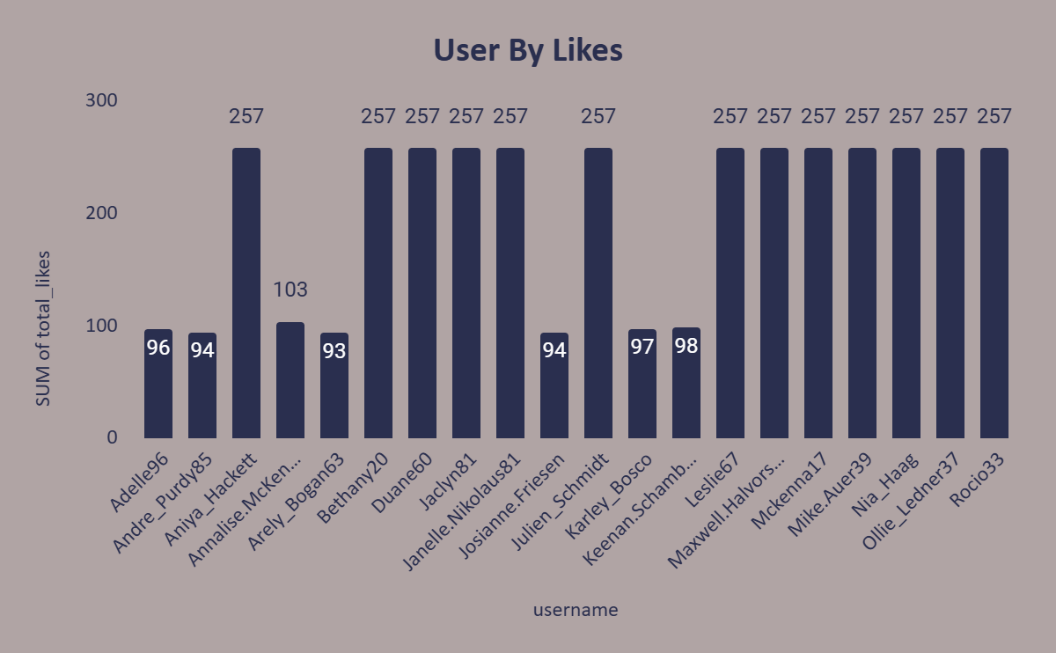 User By Likes
SUM of total_likes
300
200
100
0
96
94
257
103
93
257
257
257
257
94
257
97
98
257
257
257
257
257
257
257
Adelle96
Andre_Purdy85
Aniya_Hackett
Annalise.McKen...
Arely_Bogan63
Bethany20
Duane60
Jaclyn81
Janelle.Nikolaus81
Josianne.Friesen
Julien_Schmidt
Karley_Bosco
Keenan.Schamb...
Leslie67
Maxwell.Halvors...
Mckenna17
Mike.Auer39
Nia_Haag
Ollie_Ledner37
Rocio33
username